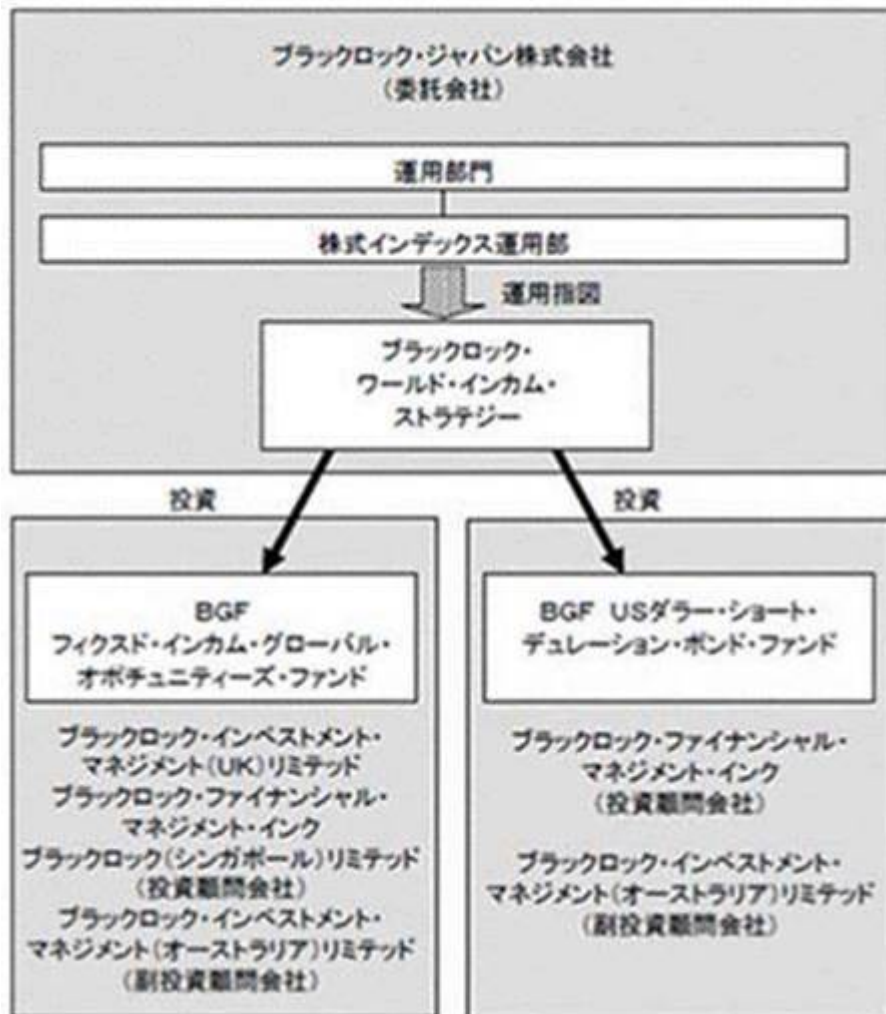 ブラックロック・ジャパン株式会社
(委託会社)
運用部門
株式インデックス運用部
運用指図
ブラックロック・
ワールド・インカム・
ストラテジー
投資
投資
BGF
フィクスド・インカム・グローバル・
オポチュニティーズ・ファンド
ブラックロック・インベストメント・
マネジメント(UK)リミテッド
ブラックロック・ファイナンシャル・
マネジメント・インク
ブラックロック(シンガポール)リミテッド
(投資顧問会社)
ブラックロック・インベストメント・
マネジメント(オーストラリア)リミテッド
(副投資顧問会社)
BGF USダラー・ショート・
デュレーション・ボンド・ファンド
ブラックロック・ファイナンシャル・
マネジメント・インク
(投資顧問会社)
ブラックロック・インベストメント・
マネジメント(オーストラリア)リミテッド
(副投資顧問会社)